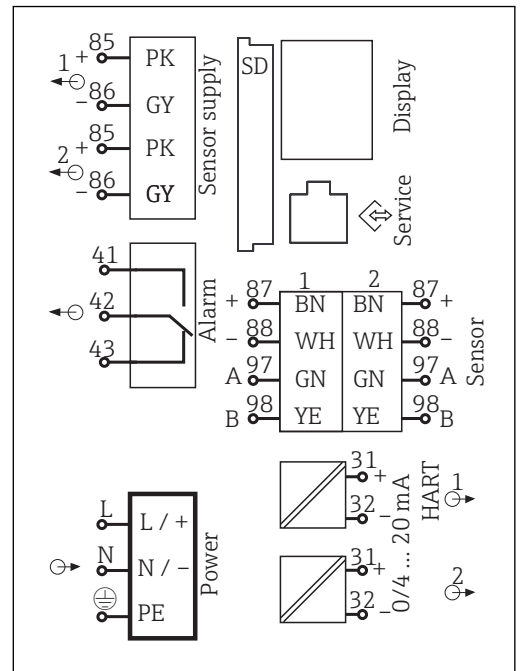 1
+ 85 PK
- 86 GY
2
+ 85 PK
- 86 GY
Sensor supply
SD
Display
Service
41
42
43
Alarm
1 2
+ 87 BN BN 87 +
- 88 WH WH 88 -
A 97 GN GN 97 A
B 98 YE YE 98 B
Sensor
L L / +
N N / -
PE
Power
31 +
32 -
31 +
32 -
0/4 ... 20 mA
HART
1
2